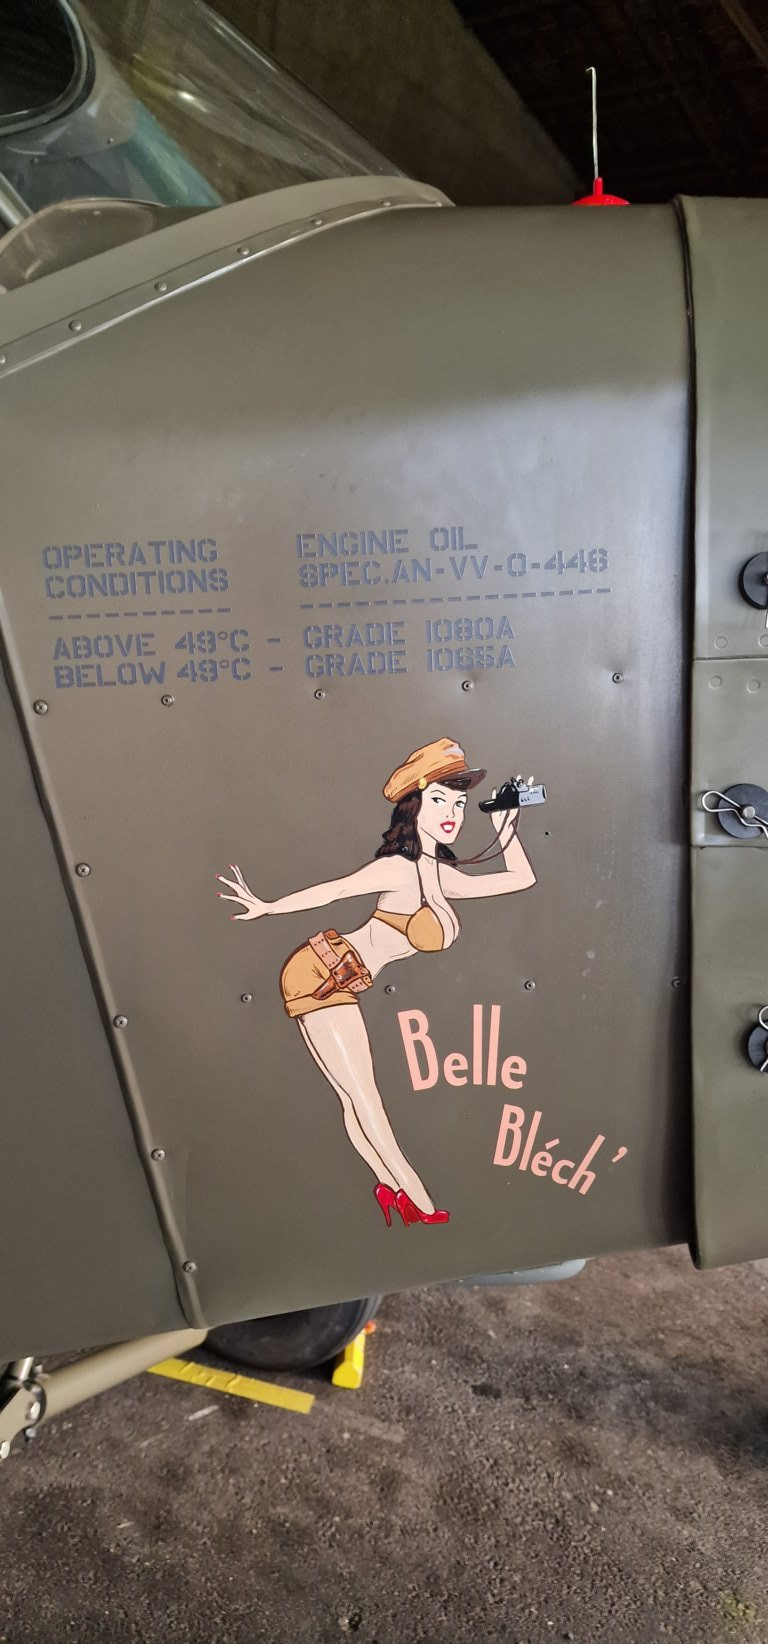 OPERATING CONDITIONS
ENGINE OIL
SPEC.AN-VV-O-446
ABOVE 49°C - GRADE 1080A
BELOW 49°C - GRADE 1065A
Belle
Bléch'